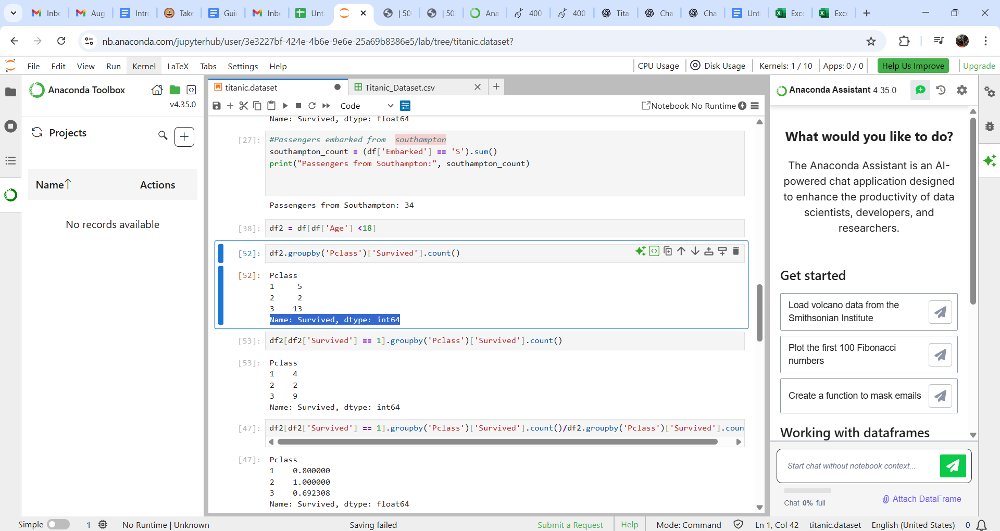 Inbc
Aug
Intro
Take
Guid
Inbc
Unt
| 50
| 50
Ana
400
400
Tita
Cha
Cha
Unt
Exce
Exce
nb.anaconda.com/jupyterhub/user/3e3227bf-424e-4b6e-9e6e-25a69b8386e5/lab/tree/titanic.dataset?
File Edit View Run Kernel LaTeX Tabs Settings Help
CPU Usage Disk Usage Kernels: 1 / 10 Apps: 0 / 0 Help Us Improve Upgrade
Anaconda Toolbox
v4.35.0
Projects
Name Actions
No records available
titanic.dataset
Titanic_Dataset.csv
Code
Notebook No Runtime
Name: Survived, dtype: float64
[27]: #Passengers embarked from  southampton
southampton_count = (df['Embarked'] == 'S').sum()
print("Passengers from Southampton:", southampton_count)
Passengers from Southampton: 34
[38]: df2 = df[df['Age'] <18]
[52]: df2.groupby('Pclass')['Survived'].count()
[52]: Pclass
1     5
2     2
3    13
Name: Survived, dtype: int64
[53]: df2[df2['Survived'] == 1].groupby('Pclass')['Survived'].count()
[53]: Pclass
1    4
2    2
3    9
Name: Survived, dtype: int64
[47]: df2[df2['Survived'] == 1].groupby('Pclass')['Survived'].count()/df2.groupby('Pclass')['Survived'].coun
[47]: Pclass
1    0.800000
2    1.000000
3    0.692308
Name: Survived, dtype: float64
Anaconda Assistant 4.35.0
What would you like to do?
The Anaconda Assistant is an AI-
powered chat application designed
to enhance the productivity of data
scientists, developers, and
researchers.
Get started
Load volcano data from the
Smithsonian Institute
Plot the first 100 Fibonacci
numbers
Create a function to mask emails
Working with dataframes
Start chat without notebook context...
Chat 0% full
Attach DataFrame
Simple 1 No Runtime | Unknown Saving failed Submit a Request Help Mode: Command Ln 1, Col 42 titanic.dataset English (United States) 0